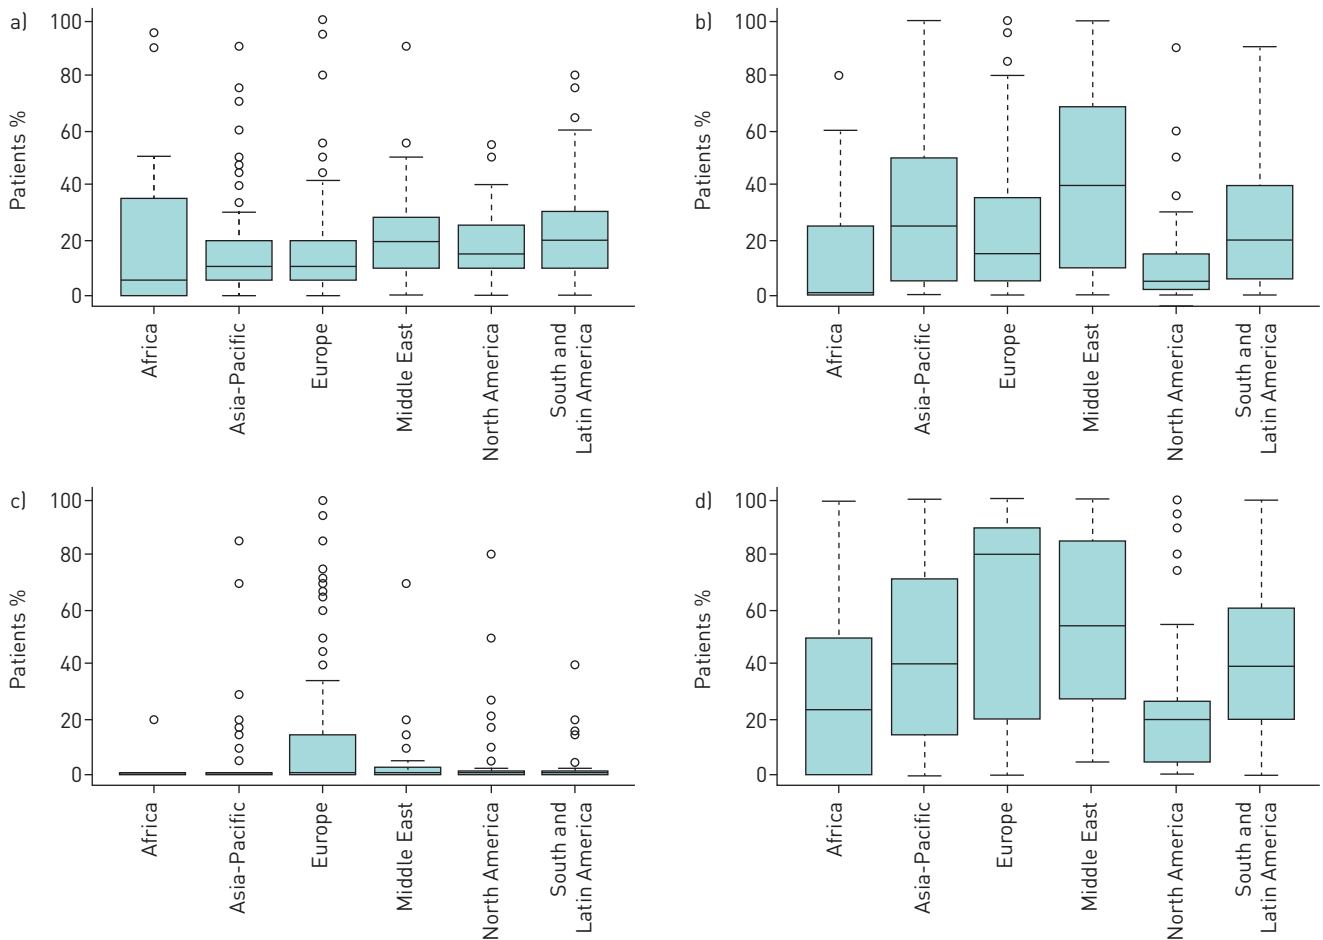 a)
Patients %
100
80
60
40
20
0
Africa
Asia-Pacific
Europe
Middle East
North America
South and
Latin America
b)
Patients %
100
80
60
40
20
0
Africa
Asia-Pacific
Europe
Middle East
North America
South and
Latin America
c)
Patients %
100
80
60
40
20
0
Africa
Asia-Pacific
Europe
Middle East
North America
South and
Latin America
d)
Patients %
100
80
60
40
20
0
Africa
Asia-Pacific
Europe
Middle East
North America
South and
Latin America